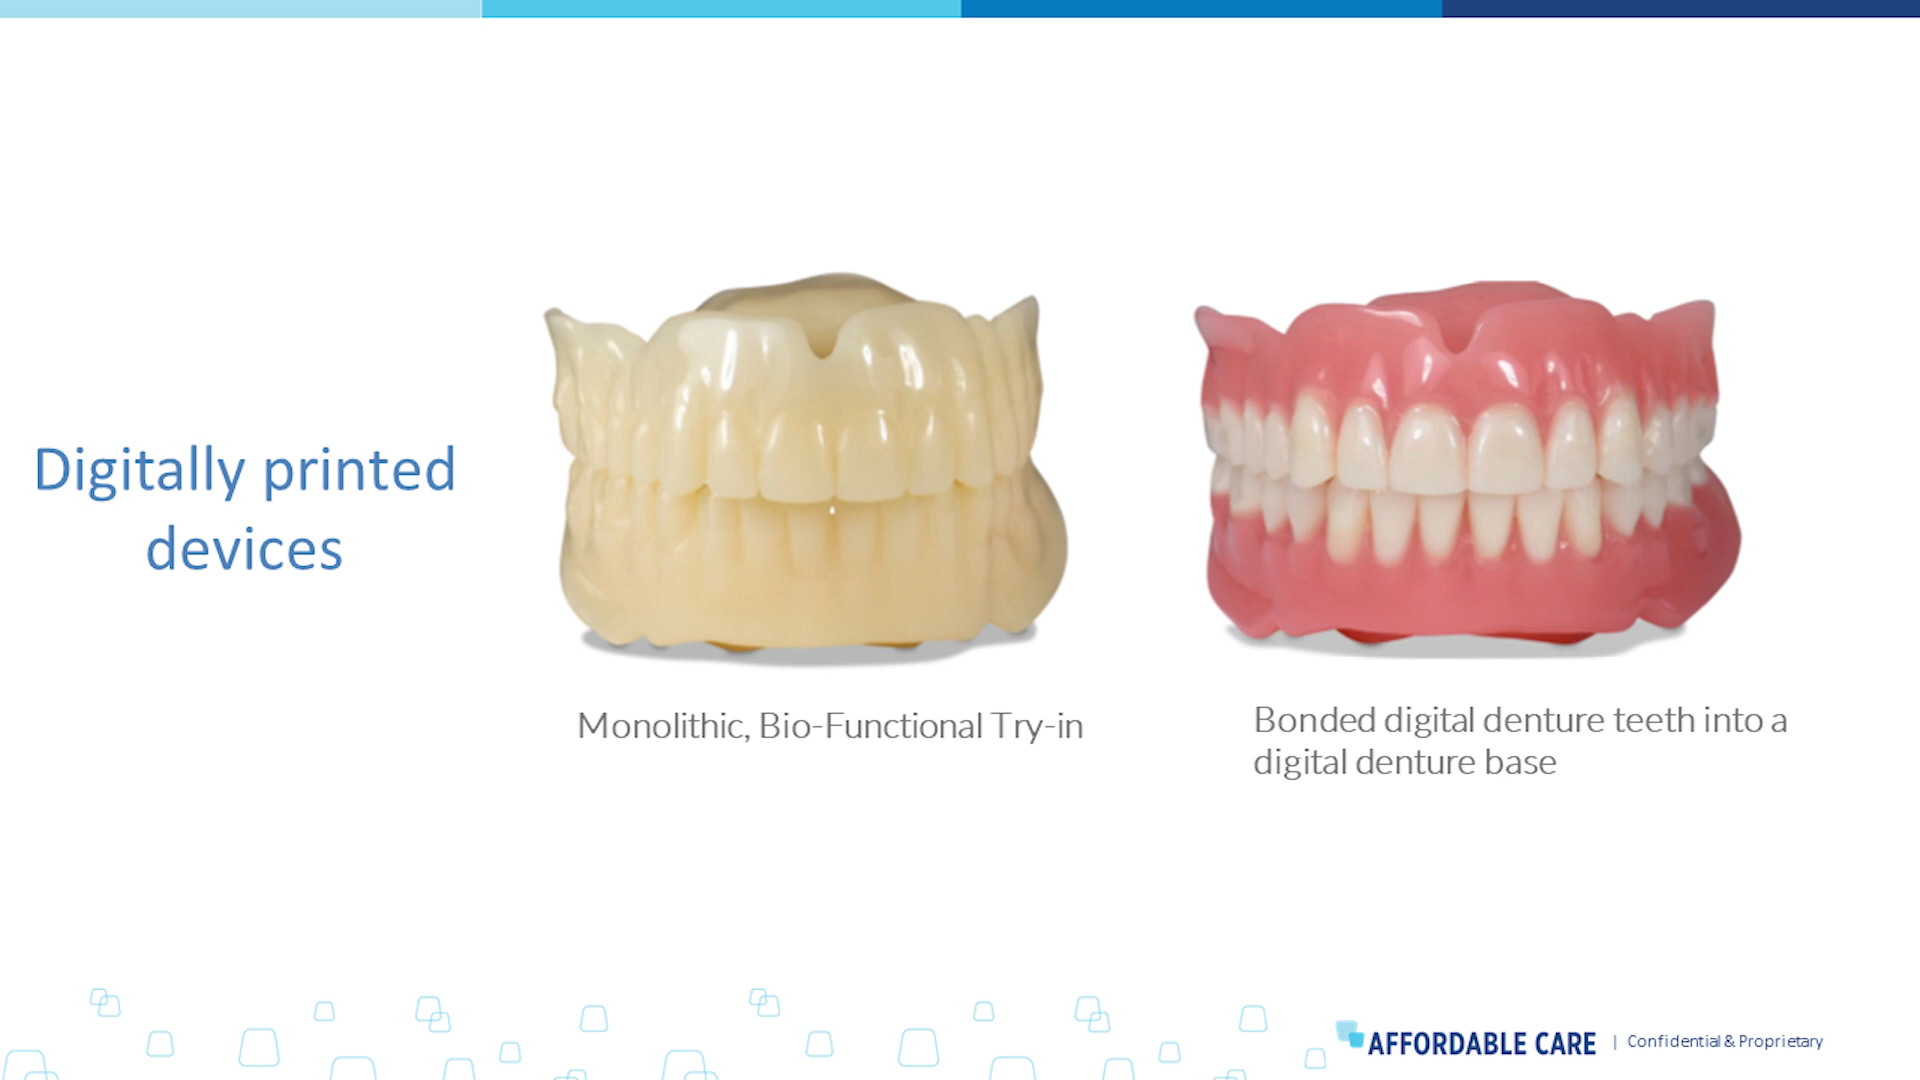 Digitally printed
devices
Monolithic, Bio-Functional Try-in
Bonded digital denture teeth into a
digital denture base
AFFORDABLE CARE | Confidential & Proprietary